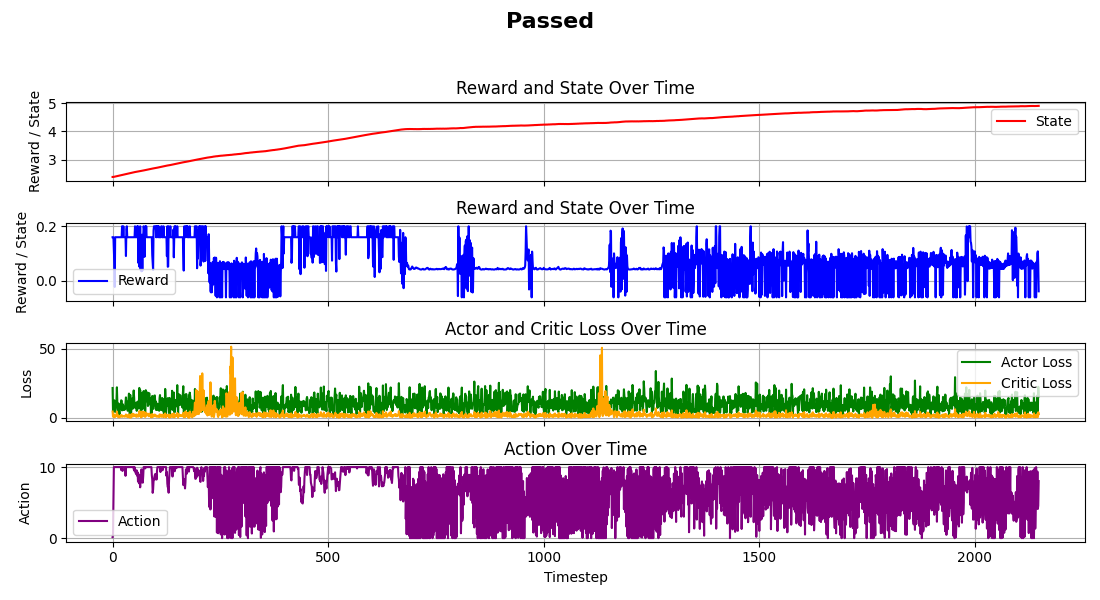 Passed
Reward and State Over Time
Reward / State
5
4
3
State
Reward and State Over Time
Reward / State
0.2
0.0
Reward
Actor and Critic Loss Over Time
Loss
50
0
Actor Loss
Critic Loss
Action Over Time
Action
10
0
Action
0
500
1000
1500
2000
Timestep